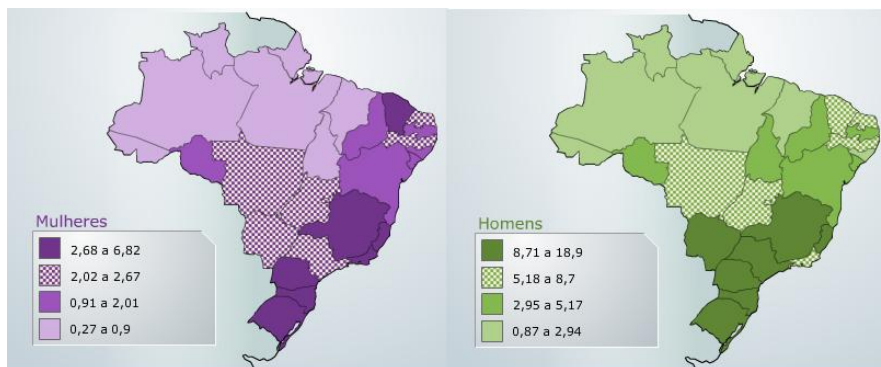 Mulheres
2,68 a 6,82
2,02 a 2,67
0,91 a 2,01
0,27 a 0,9
Homens
8,71 a 18,9
5,18 a 8,7
2,95 a 5,17
0,87 a 2,94